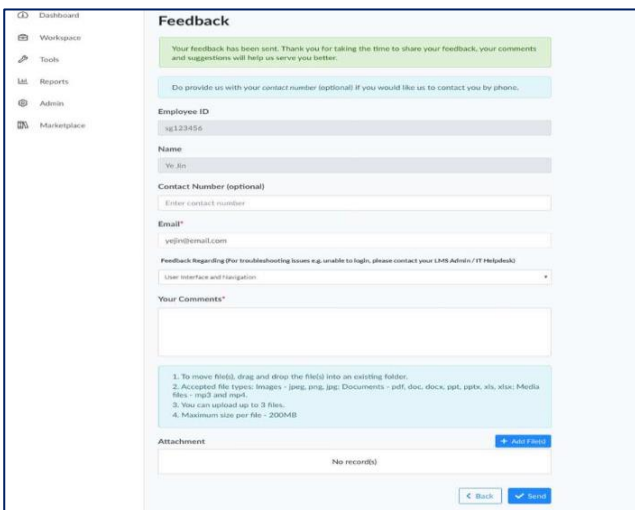 Dashboard
Workspace
Tools
Reports
Admin
Marketplace
Feedback
Your feedback has been sent. Thank you for taking the time to share your feedback, your comments
and suggestions will help us serve you better.
Do provide us with your contact number (optional) if you would like us to contact you by phone.
Employee ID
sg123456
Name
Ye Jin
Contact Number (optional)
Enter contact number
Email*
yejin@email.com
Feedback Regarding (For troubleshooting issues e.g. unable to login, please contact your LMS Admin / IT Helpdesk)
User Interface and Navigation
Your Comments*
1. To move file(s), drag and drop the file(s) into an existing folder.
2. Accepted file types: Images - jpeg, png, jpg; Documents - pdf, doc, docx, ppt, pptx, xls, xlsx; Media
files - mp3 and mp4.
3. You can upload up to 3 files.
4. Maximum size per file - 200MB
Attachment
+ Add File(s)
No record(s)
Back
Send